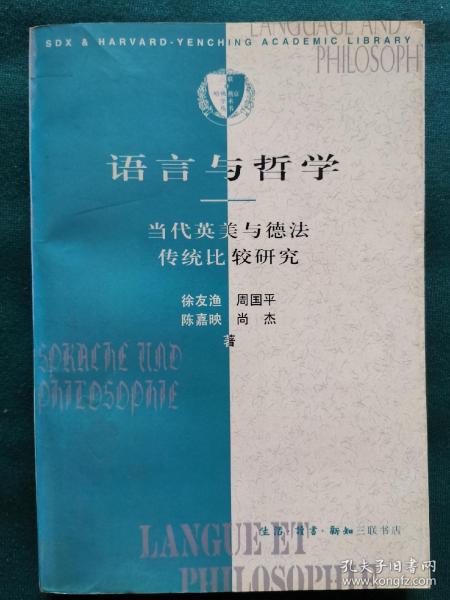 LANGUAGE AND
PHILOSOPH
SDX & HARVARD-YENCHING ACADEMIC LIBRARY
语言与哲学
当代英美与德法
传统比较研究
徐友渔 周国平
陈嘉映 尚 杰
著
SPRACHE UND
PHILOSOPHIE
生活·讀書·新知三联书店
LANGUE ET
PHILOSOPHIE
孔夫子旧书网
www.kongfz.com